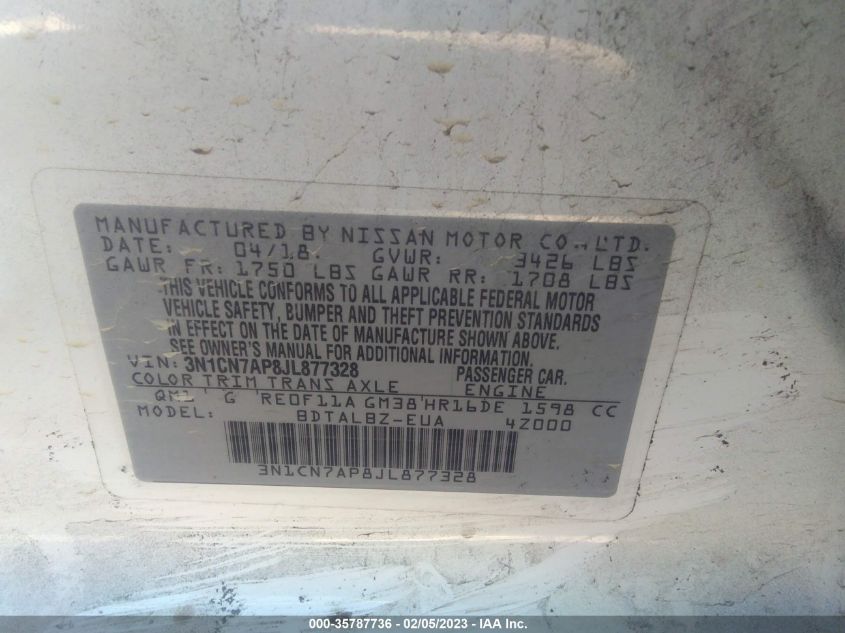 MANUFACTURED BY NISSAN MOTOR CO., LTD.
DATE: 04/18 GVWR: 3426 LBS
GAWR FR: 1750 LBS GAWR RR: 1708 LBS
THIS VEHICLE CONFORMS TO ALL APPLICABLE FEDERAL MOTOR
VEHICLE SAFETY, BUMPER AND THEFT PREVENTION STANDARDS
IN EFFECT ON THE DATE OF MANUFACTURE SHOWN ABOVE.
SEE OWNER'S MANUAL FOR ADDITIONAL INFORMATION.
VIN: 3N1CN7AP8JL877328 PASSENGER CAR.
COLOR TRIM TRANS AXLE ENGINE
QM1 ' G ' RE0F11A GM38 ' HR16DE 1598 CC
MODEL: BDTALBZ-EUA 4Z000
3N1CN7AP8JL877328
000-35787736 - 02/05/2023 - IAA Inc.